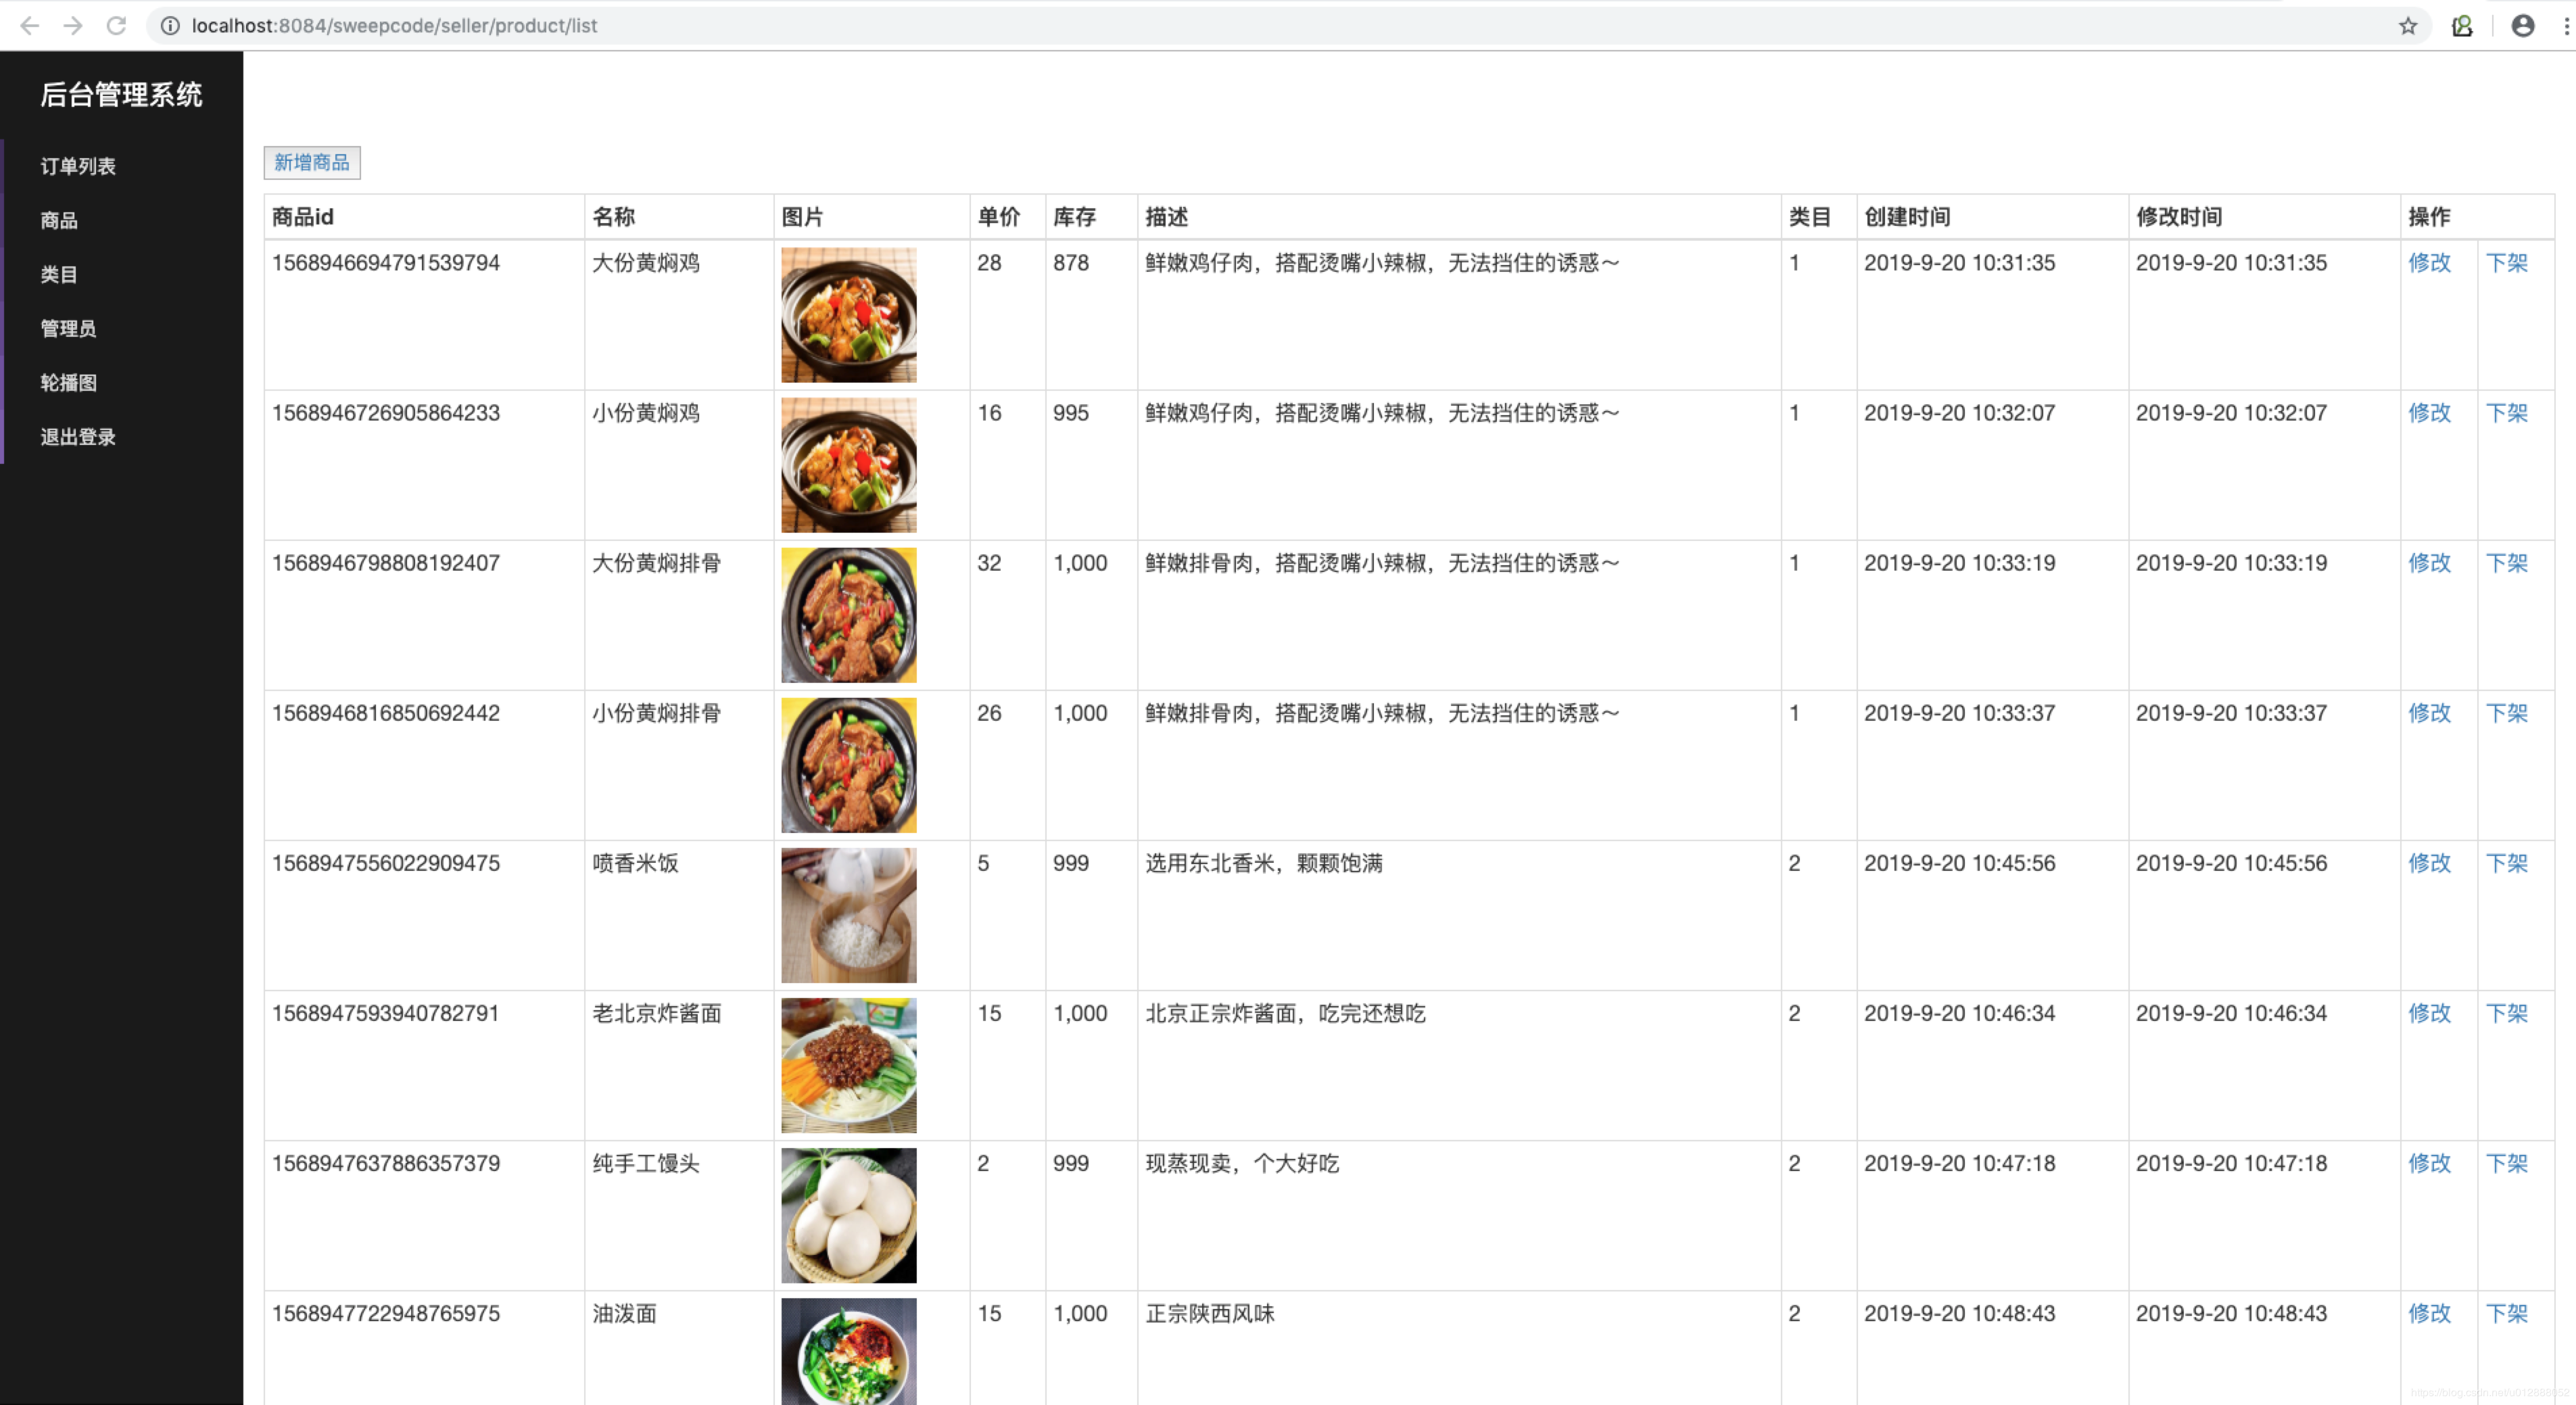 localhost:8084/sweepcode/seller/product/list
后台管理系统
订单列表
商品
类目
管理员
轮播图
退出登录
新增商品
商品id 名称 图片 单价 库存 描述 类目 创建时间 修改时间 操作
1568946694791539794 大份黄焖鸡 28 878 鲜嫩鸡仔肉，搭配烫嘴小辣椒，无法挡住的诱惑～ 1 2019-9-20 10:31:35 2019-9-20 10:31:35 修改 下架
1568946726905864233 小份黄焖鸡 16 995 鲜嫩鸡仔肉，搭配烫嘴小辣椒，无法挡住的诱惑～ 1 2019-9-20 10:32:07 2019-9-20 10:32:07 修改 下架
1568946798808192407 大份黄焖排骨 32 1,000 鲜嫩排骨肉，搭配烫嘴小辣椒，无法挡住的诱惑～ 1 2019-9-20 10:33:19 2019-9-20 10:33:19 修改 下架
1568946816850692442 小份黄焖排骨 26 1,000 鲜嫩排骨肉，搭配烫嘴小辣椒，无法挡住的诱惑～ 1 2019-9-20 10:33:37 2019-9-20 10:33:37 修改 下架
1568947556022909475 喷香米饭 5 999 选用东北香米，颗颗饱满 2 2019-9-20 10:45:56 2019-9-20 10:45:56 修改 下架
1568947593940782791 老北京炸酱面 15 1,000 北京正宗炸酱面，吃完还想吃 2 2019-9-20 10:46:34 2019-9-20 10:46:34 修改 下架
1568947637886357379 纯手工馒头 2 999 现蒸现卖，个大好吃 2 2019-9-20 10:47:18 2019-9-20 10:47:18 修改 下架
1568947722948765975 油泼面 15 1,000 正宗陕西风味 2 2019-9-20 10:48:43 2019-9-20 10:48:43 修改 下架